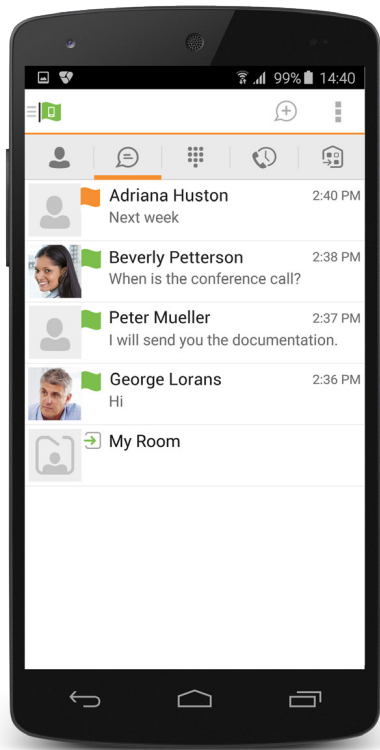 99% 14:40
Adriana Huston 2:40 PM
Next week
Beverly Petterson 2:38 PM
When is the conference call?
Peter Mueller 2:37 PM
I will send you the documentation.
George Lorans 2:36 PM
Hi
My Room